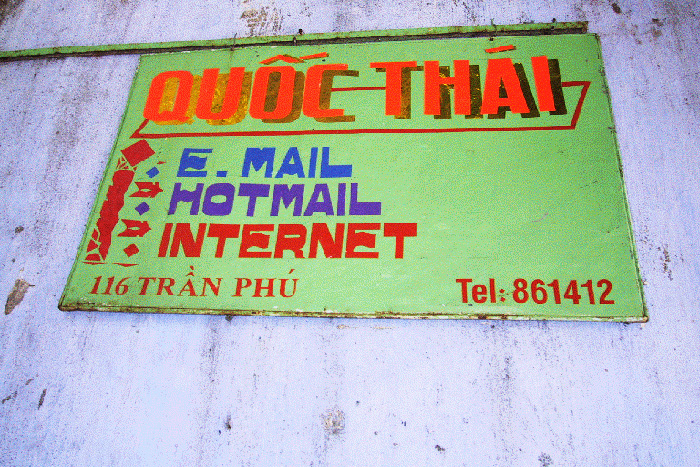 QUỐC THÁI
E. MAIL
HOTMAIL
INTERNET
116 TRẦN PHÚ
Tel: 861412